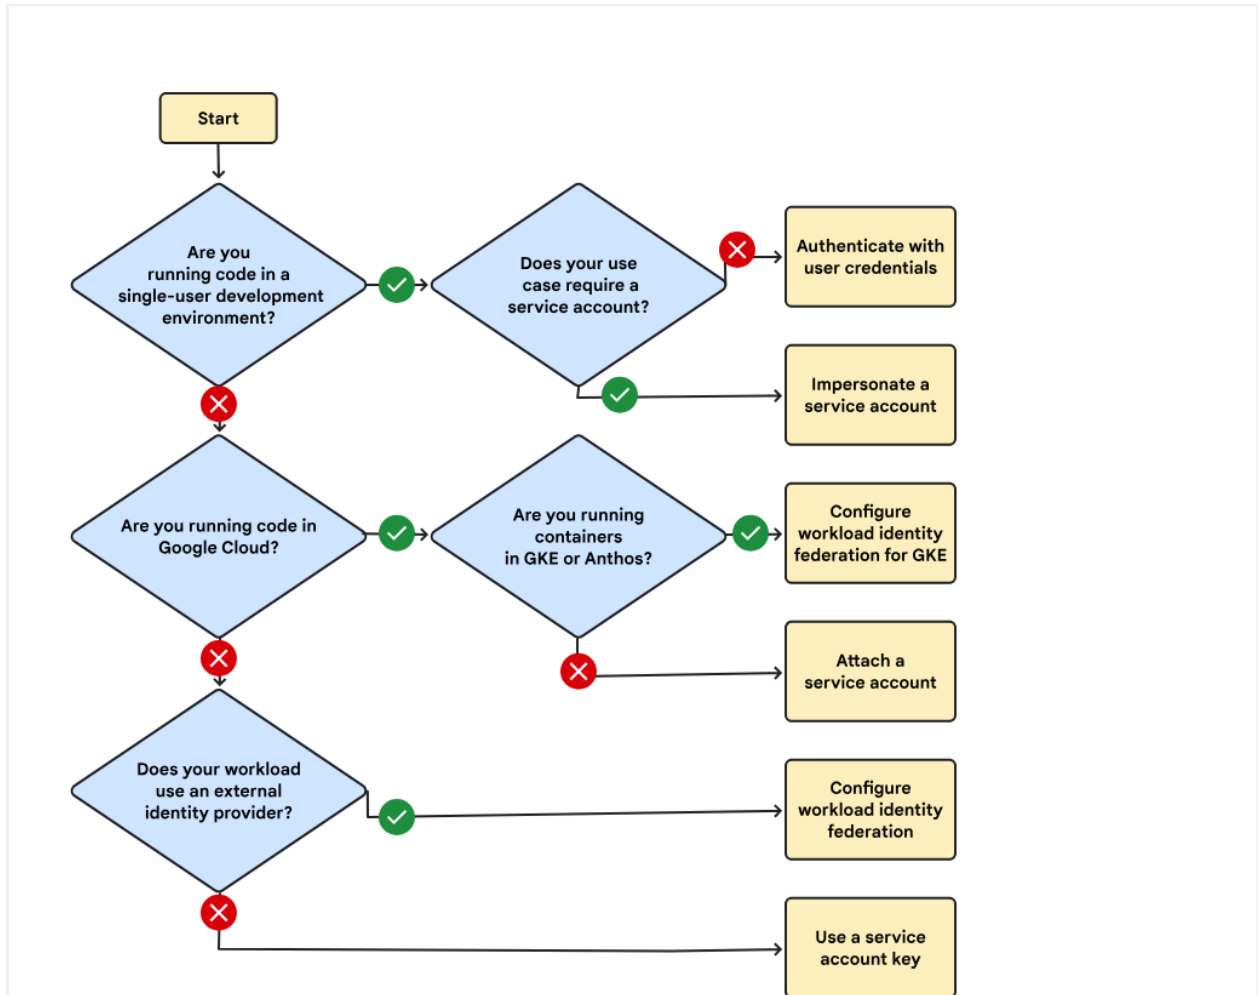 Start
Are you
running code in a
single-user development
environment?
Does your use
case require a
service account?
Authenticate with
user credentials
Impersonate a
service account
Are you running code in
Google Cloud?
Are you running
containers
in GKE or Anthos?
Configure
workload identity
federation for GKE
Attach a
service account
Does your workload
use an external
identity provider?
Configure
workload identity
federation
Use a service
account key